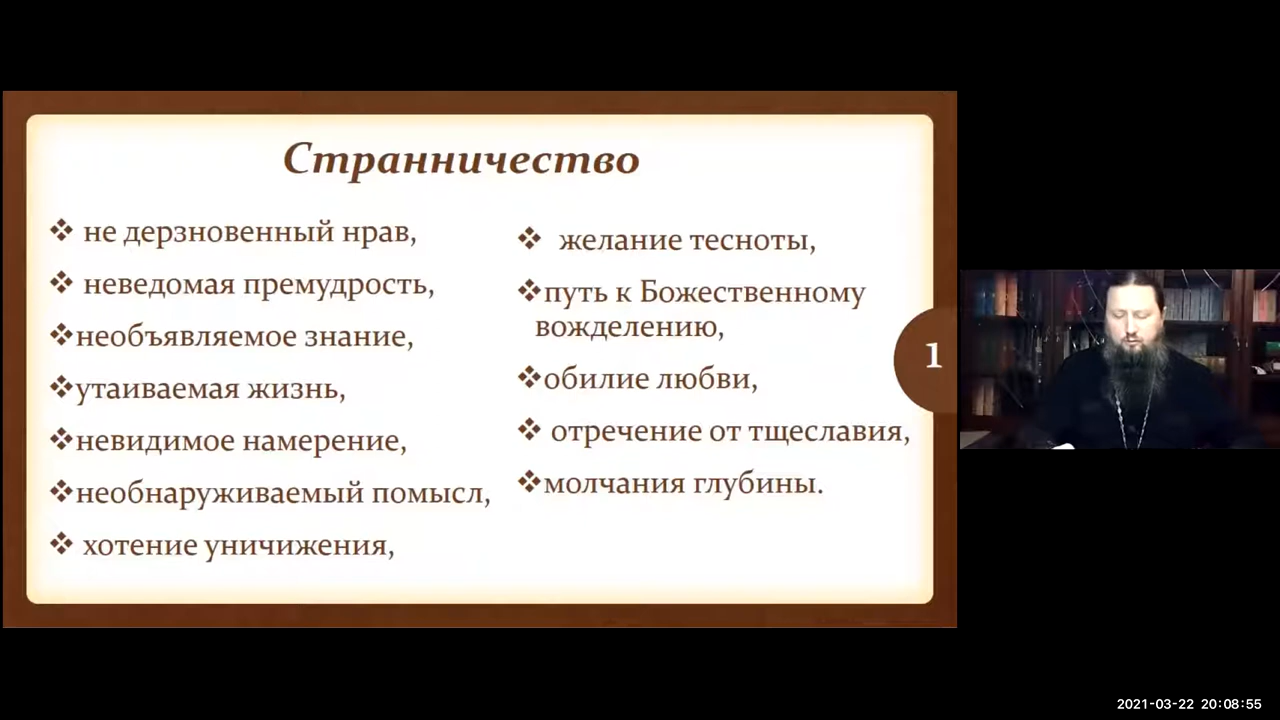 Странничество
❖ не дерзновенный нрав,
❖ неведомая премудрость,
❖необъявляемое знание,
❖утаиваемая жизнь,
❖невидимое намерение,
❖необнаруживаемый помысл,
❖ хотение уничижения,
❖ желание тесноты,
❖путь к Божественному
вожделению,
❖обилие любви,
❖ отречение от тщеславия,
❖молчания глубины.
1
2021-03-22 20:08:55